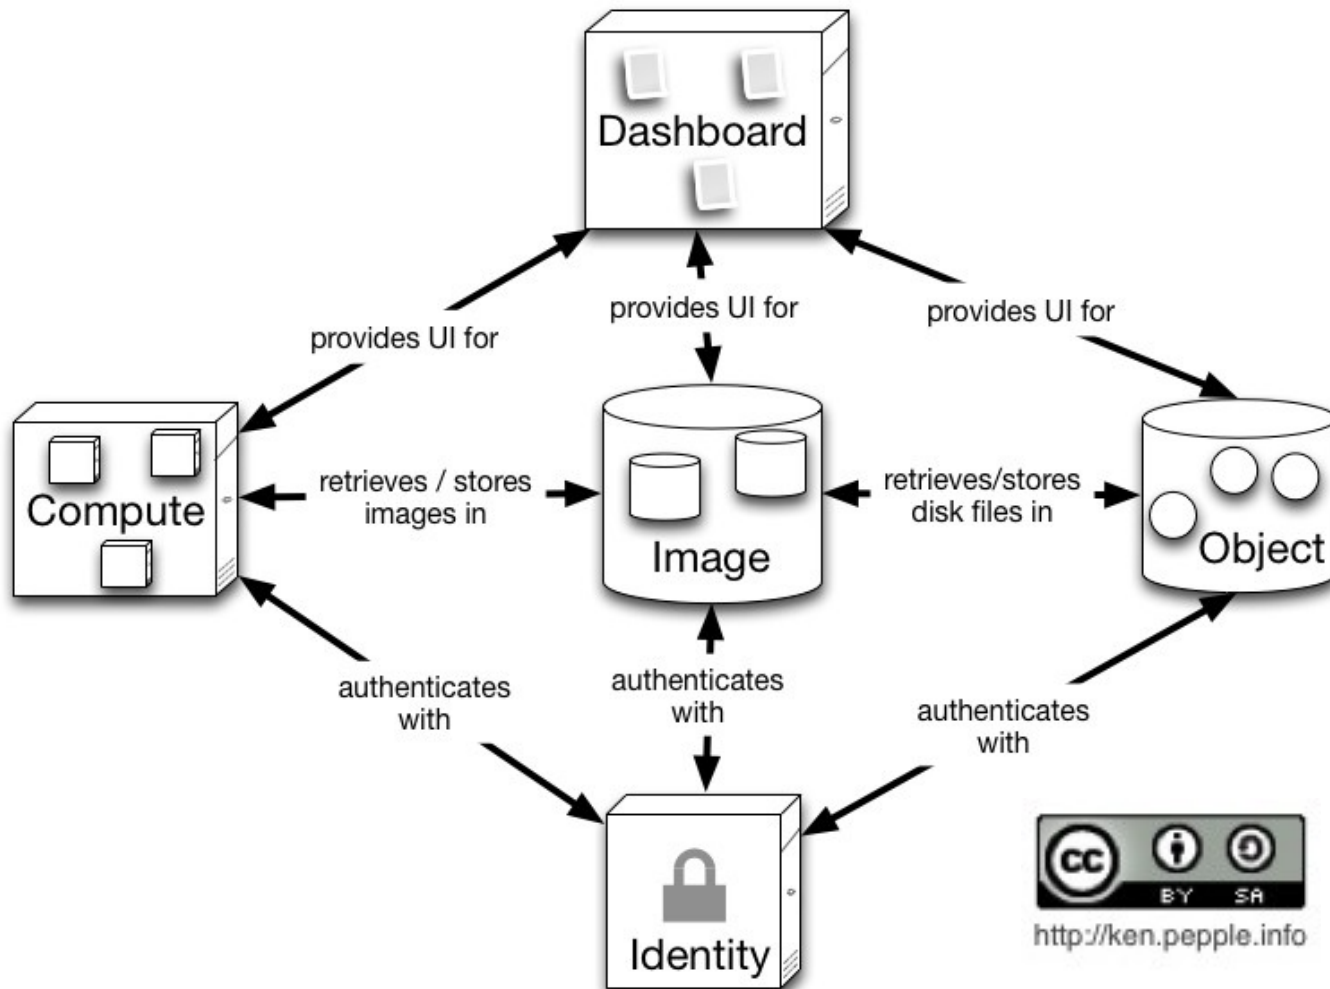 Dashboard
provides UI for
provides UI for
provides UI for
Compute
retrieves / stores
images in
Image
retrieves/stores
disk files in
Object
authenticates
with
authenticates
with
authenticates
with
Identity
cc
BY SA
http://ken.pepple.info